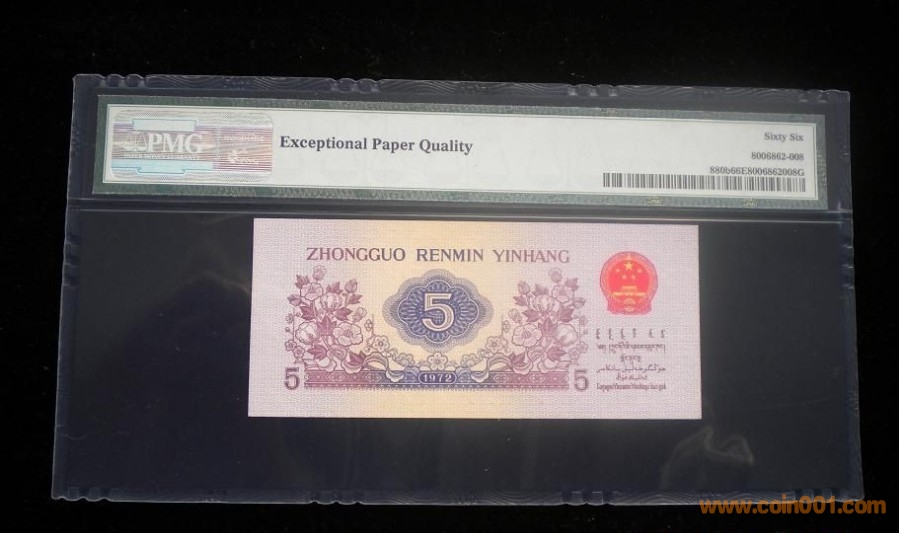 PMG
Exceptional Paper Quality
Sixty Six
8006862-008
880b66E8006862008G
ZHONGGUO RENMIN YINHANG
5
5
1972
5
www.coin001.com